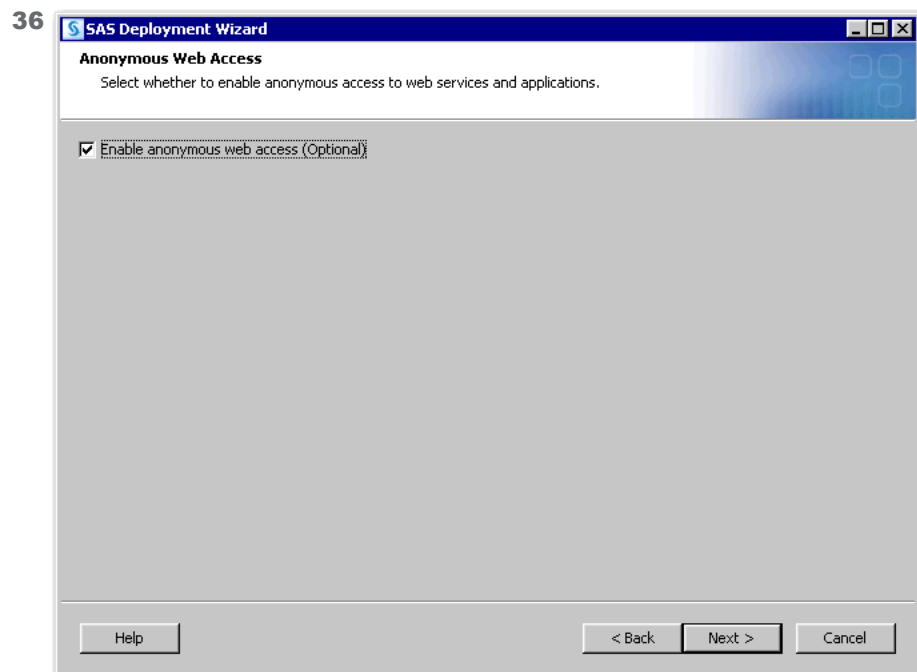 36
SAS Deployment Wizard
Anonymous Web Access
Select whether to enable anonymous access to web services and applications.
Enable anonymous web access (Optional)
Help
< Back
Next >
Cancel